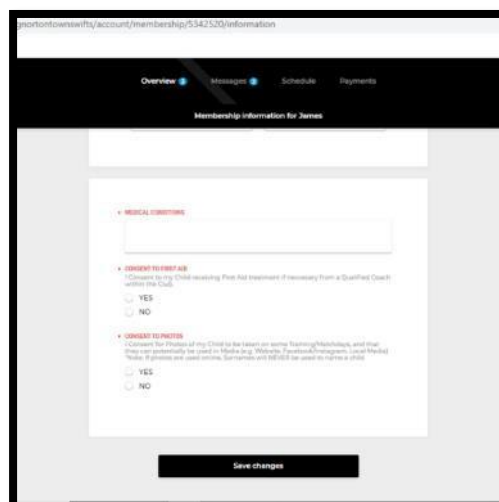 gnortontownswifts/account/membership/5342520/information
Overview Messages Schedule Payments
Membership information for James
MEDICAL CONDITIONS
CONSENT TO FIRST AID
I Consent to my Child receiving First Aid treatment if necessary from a Qualified Coach
within the Club
YES
NO
CONSENT TO PHOTOS
I Consent for Photos of my Child to be taken on some Training/Matchdays, and that
they can potentially be used in Media (e.g. Website, Facebook/Instagram, Local Media)
*Note, if photos are used online, Surnames will NEVER be used to name a child
YES
NO
Save changes